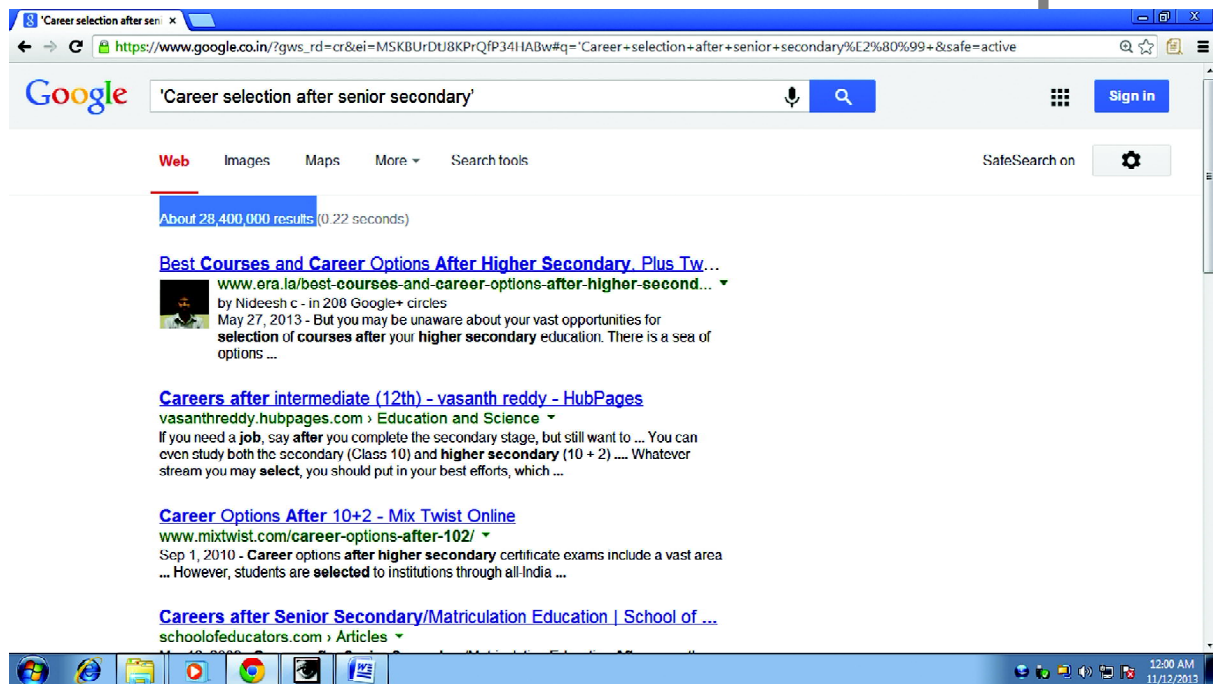 'Career selection after seni
https://www.google.co.in/?gws_rd=cr&ei=MSKBUrDtJ8KPrQfP34HABw#q='Career+selection+after+senior+secondary%E2%80%99+&safe=active
Google
'Career selection after senior secondary'
Sign in
Web Images Maps More Search tools
SafeSearch on
About 28,400,000 results (0.22 seconds)
Best Courses and Career Options After Higher Secondary, Plus Tw...
www.era.la/best-courses-and-career-options-after-higher-second...
by Nideesh c - in 208 Google+ circles
May 27, 2013 - But you may be unaware about your vast opportunities for
selection of courses after your higher secondary education. There is a sea of
options ...
Careers after intermediate (12th) - vasanth reddy - HubPages
vasanthreddy.hubpages.com › Education and Science
If you need a job, say after you complete the secondary stage, but still want to ... You can
even study both the secondary (Class 10) and higher secondary (10 + 2) .... Whatever
stream you may select, you should put in your best efforts, which ...
Career Options After 10+2 - Mix Twist Online
www.mixtwist.com/career-options-after-102/
Sep 1, 2010 - Career options after higher secondary certificate exams include a vast area
... However, students are selected to institutions through all-India ...
Careers after Senior Secondary/Matriculation Education | School of ...
schoolofeducators.com › Articles
12:00 AM
11/12/2013